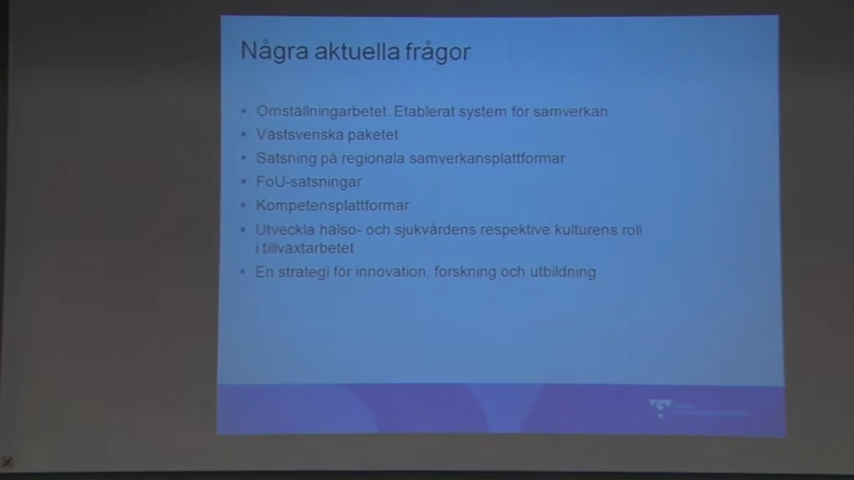 Några aktuella frågor
Omställningarbetet. Etablerat system för samverkan
Västsvenska paketet
Satsning på regionala samverkansplattformar
FoU-satsningar
Kompetensplattformar
Utveckla hälso- och sjukvårdens respektive kulturens roll
i tillväxtarbetet
En strategi för innovation, forskning och utbildning